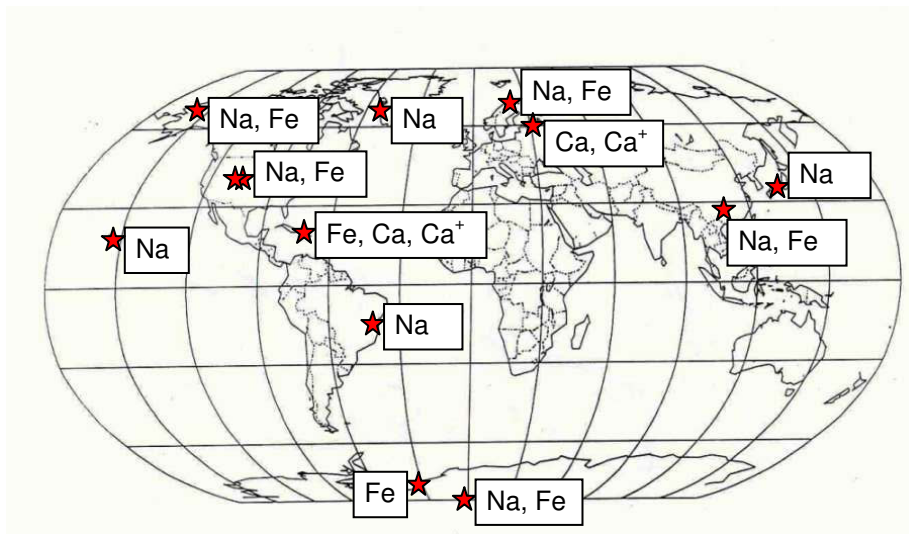 Na, Fe
Na, Fe
Na
Ca, Ca⁺
Na, Fe
Na
Fe, Ca, Ca⁺
Na, Fe
Na
Na
Fe
Na, Fe